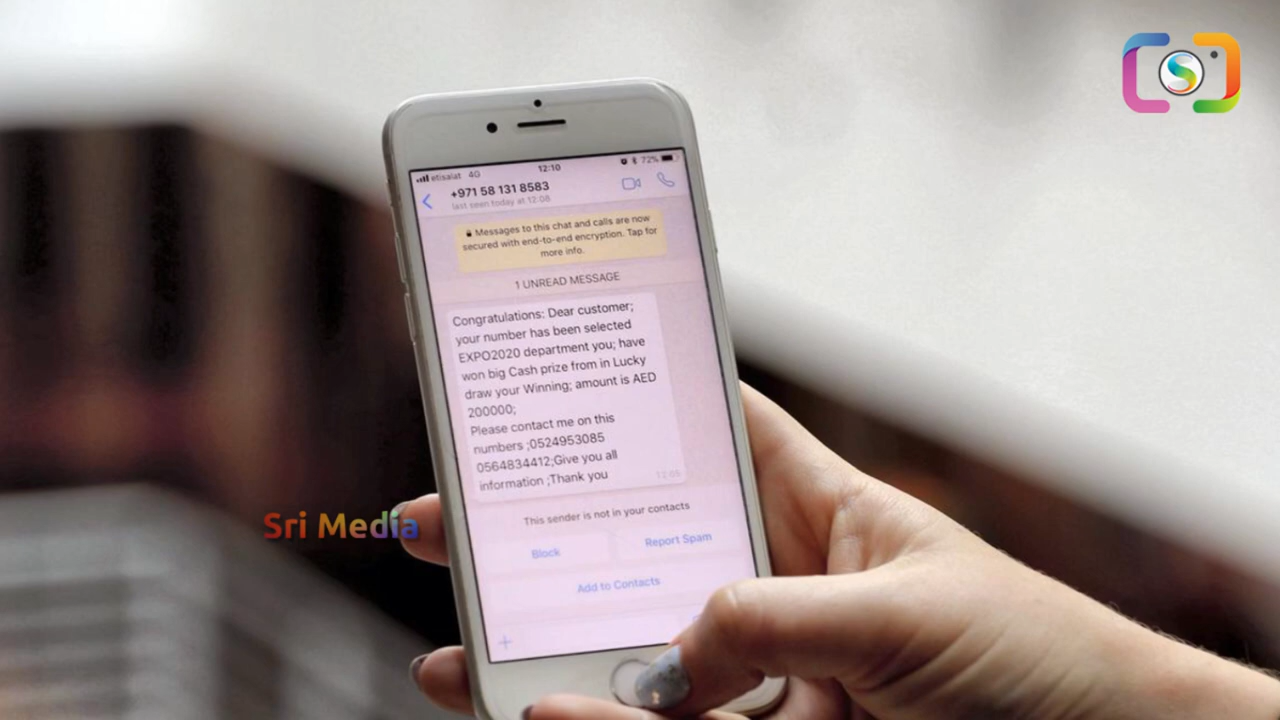 etisalat 4G 12:10 72%
+971 58 131 8583
last seen today at 12:08
Messages to this chat and calls are now
secured with end-to-end encryption. Tap for
more info.
1 UNREAD MESSAGE
Congratulations: Dear customer;
your number has been selected
EXPO2020 department you; have
won big Cash prize from in Lucky
draw your Winning; amount is AED
200000;
Please contact me on this
numbers ;0524953085
0564834412;Give you all
information ;Thank you
12:05
This sender is not in your contacts
Block
Report Spam
Add to Contacts
Sri Media
S